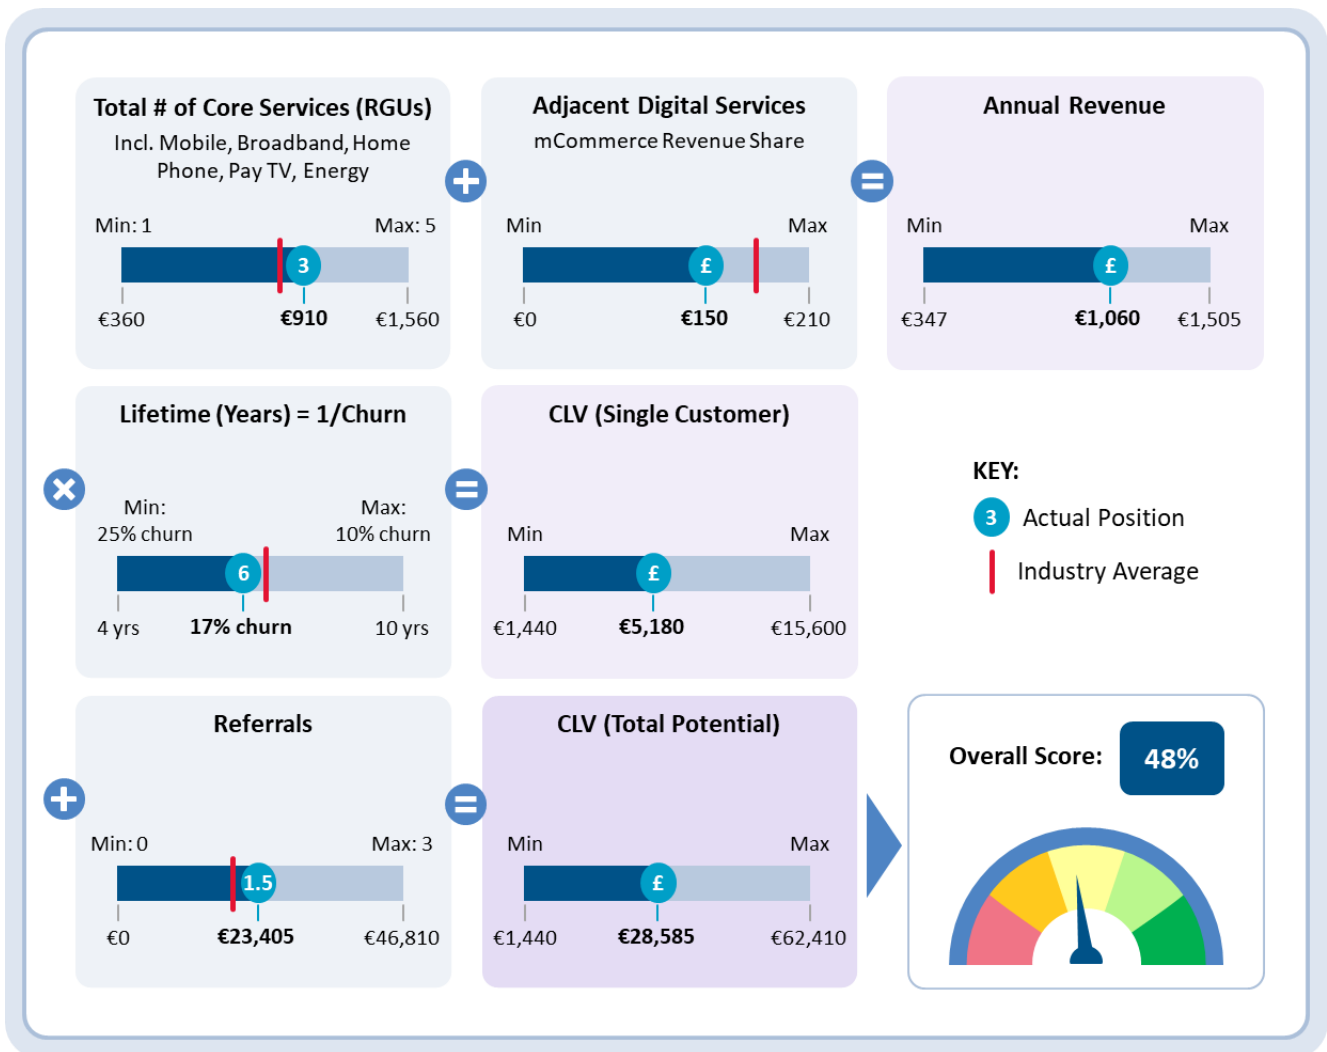 Total # of Core Services (RGUs)
Incl. Mobile, Broadband, Home
Phone, Pay TV, Energy
Min: 1
Max: 5
3
€360
€910
€1,560
+
Adjacent Digital Services
mCommerce Revenue Share
Min
Max
£
€0
€150
€210
=
Annual Revenue
Min
Max
£
€347
€1,060
€1,505
×
Lifetime (Years) = 1/Churn
Min:
25% churn
Max:
10% churn
6
4 yrs
17% churn
10 yrs
=
CLV (Single Customer)
Min
Max
£
€1,440
€5,180
€15,600
KEY:
3
Actual Position
Industry Average
+
Referrals
Min: 0
Max: 3
1.5
€0
€23,405
€46,810
=
CLV (Total Potential)
Min
Max
£
€1,440
€28,585
€62,410
Overall Score:
48%